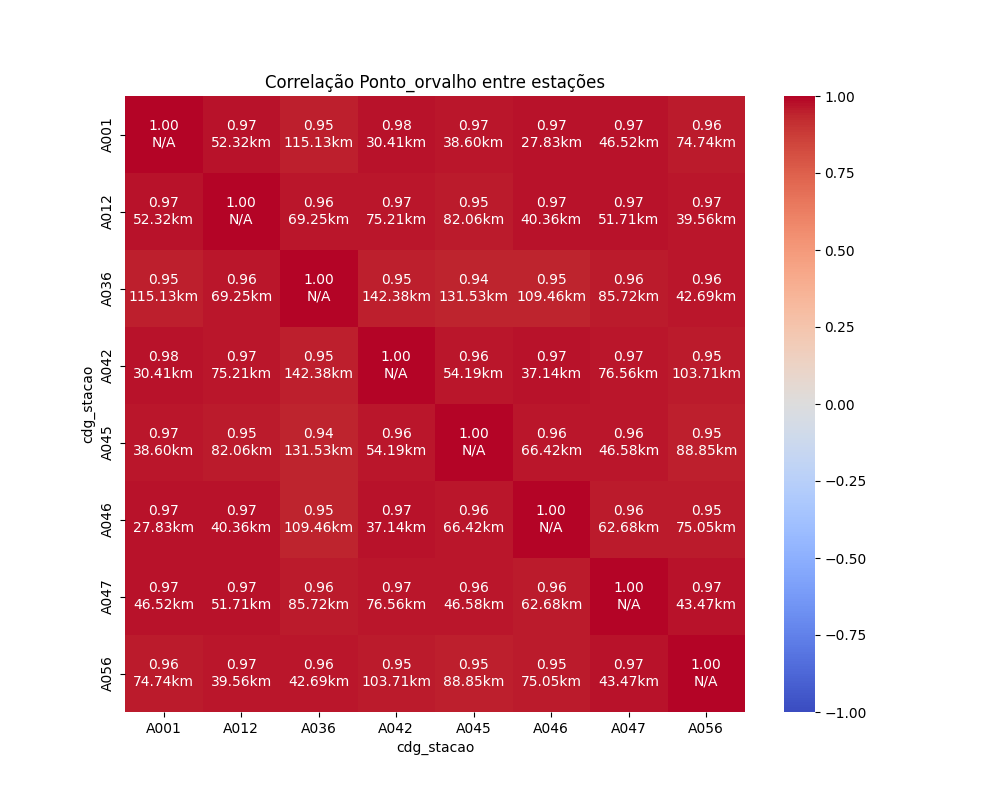 Correlação Ponto_orvalho entre estações
A001 1.00 0.97 0.95 0.98 0.97 0.97 0.97 0.96
N/A 52.32km 115.13km 30.41km 38.60km 27.83km 46.52km 74.74km
A012 0.97 1.00 0.96 0.97 0.95 0.97 0.97 0.97
52.32km N/A 69.25km 75.21km 82.06km 40.36km 51.71km 39.56km
A036 0.95 0.96 1.00 0.95 0.94 0.95 0.96 0.96
115.13km 69.25km N/A 142.38km 131.53km 109.46km 85.72km 42.69km
A042 0.98 0.97 0.95 1.00 0.96 0.97 0.97 0.95
30.41km 75.21km 142.38km N/A 54.19km 37.14km 76.56km 103.71km
A045 0.97 0.95 0.94 0.96 1.00 0.96 0.96 0.95
38.60km 82.06km 131.53km 54.19km N/A 66.42km 46.58km 88.85km
A046 0.97 0.97 0.95 0.97 0.96 1.00 0.96 0.95
27.83km 40.36km 109.46km 37.14km 66.42km N/A 62.68km 75.05km
A047 0.97 0.97 0.96 0.97 0.96 0.96 1.00 0.97
46.52km 51.71km 85.72km 76.56km 46.58km 62.68km N/A 43.47km
A056 0.96 0.97 0.96 0.95 0.95 0.95 0.97 1.00
74.74km 39.56km 42.69km 103.71km 88.85km 75.05km 43.47km N/A
A001 A012 A036 A042 A045 A046 A047 A056
cdg_stacao
cdg_stacao
1.00
0.75
0.50
0.25
0.00
−0.25
−0.50
−0.75
−1.00